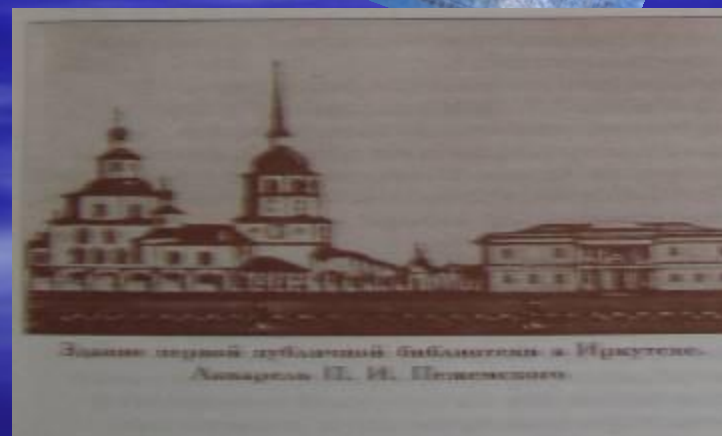 Здание первой публичной библиотеки в Иркутске.
Акварель П. И. Пежемского.